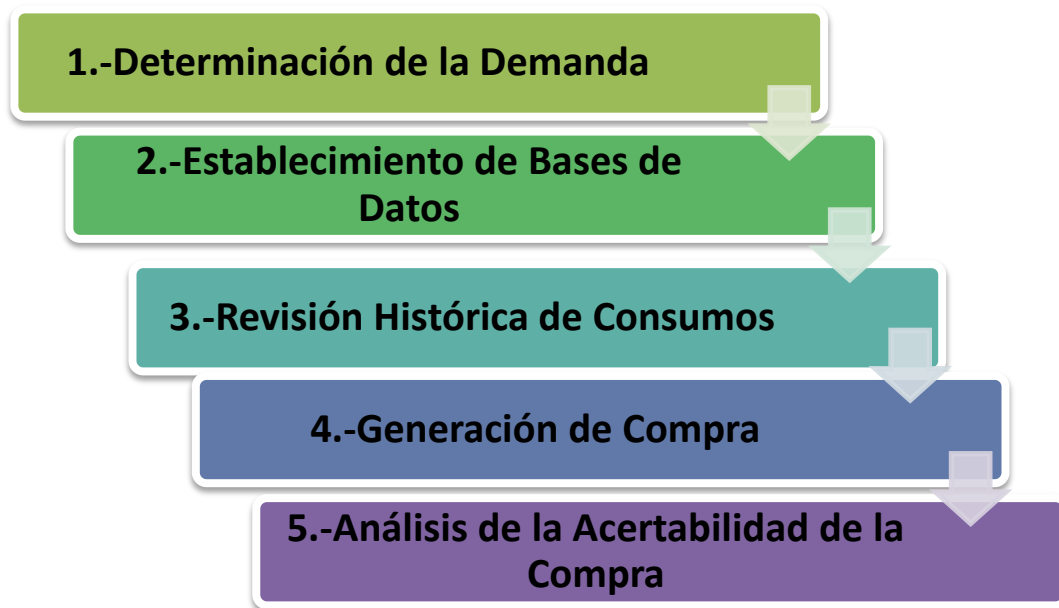 1.-Determinación de la Demanda
2.-Establecimiento de Bases de
Datos
3.-Revisión Histórica de Consumos
4.-Generación de Compra
5.-Análisis de la Acertabilidad de la
Compra